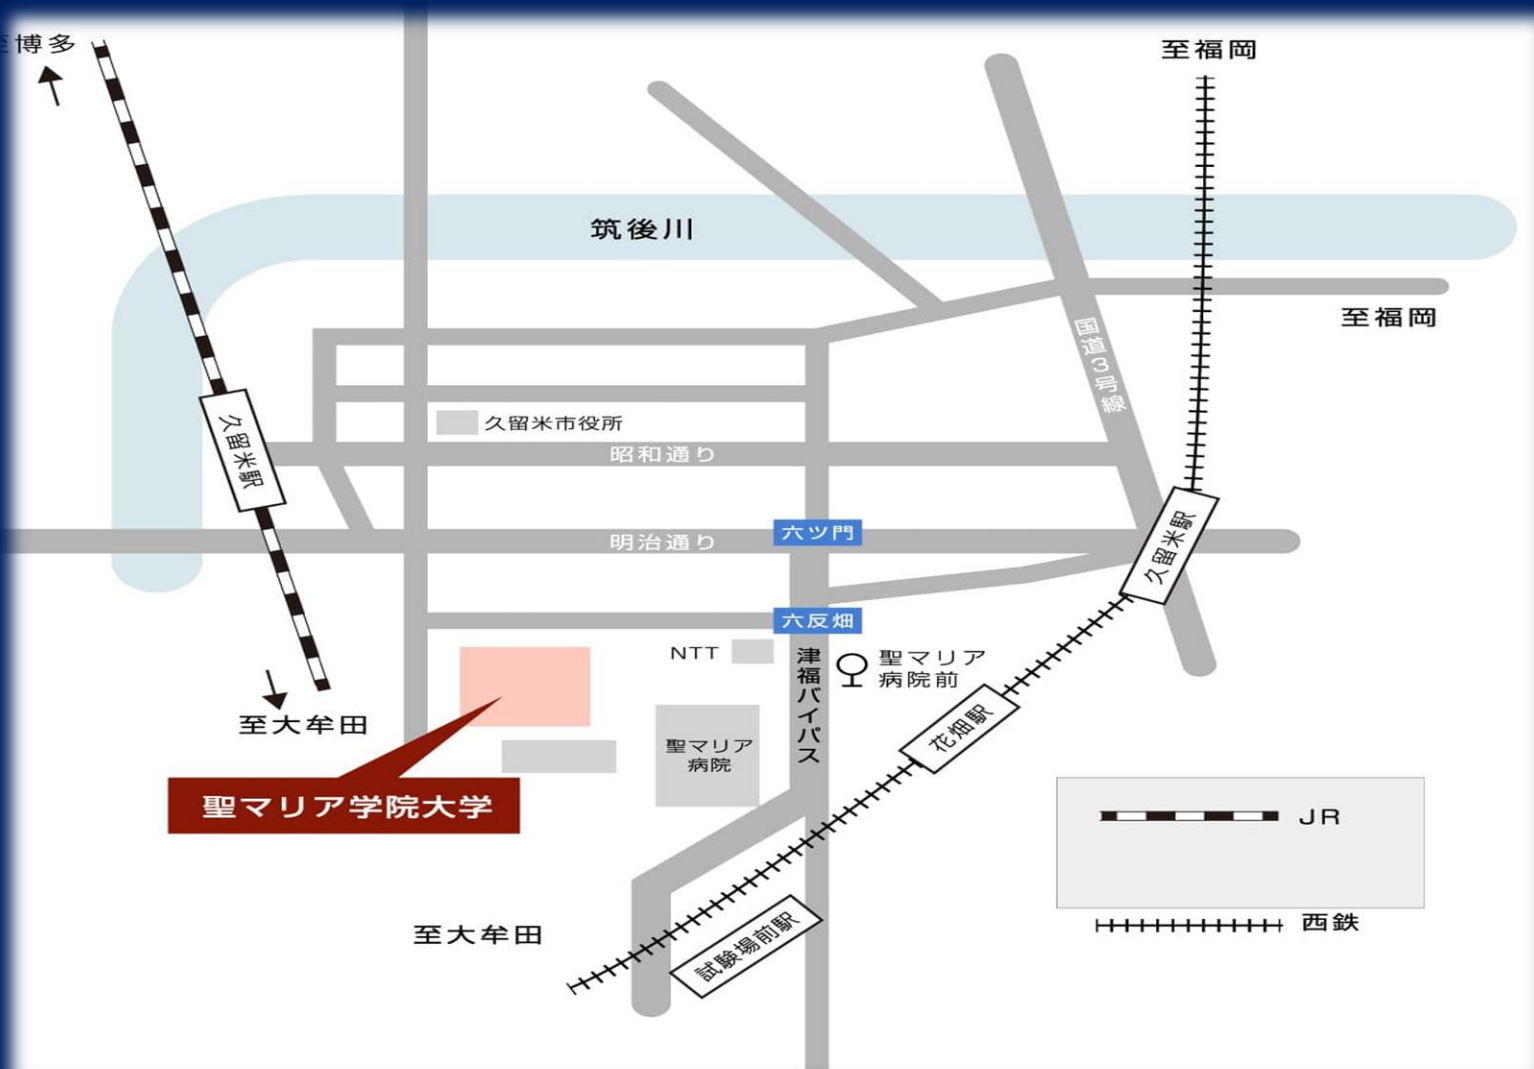 至博多
至福岡
筑後川
至福岡
国道3号線
久留米市役所
久留米駅
昭和通り
六ツ門
明治通り
久留米駅
六反畑
NTT
津福バイパス
聖マリア
病院前
花畑駅
至大牟田
聖マリア
病院
聖マリア学院大学
JR
至大牟田
試験場前駅
西鉄